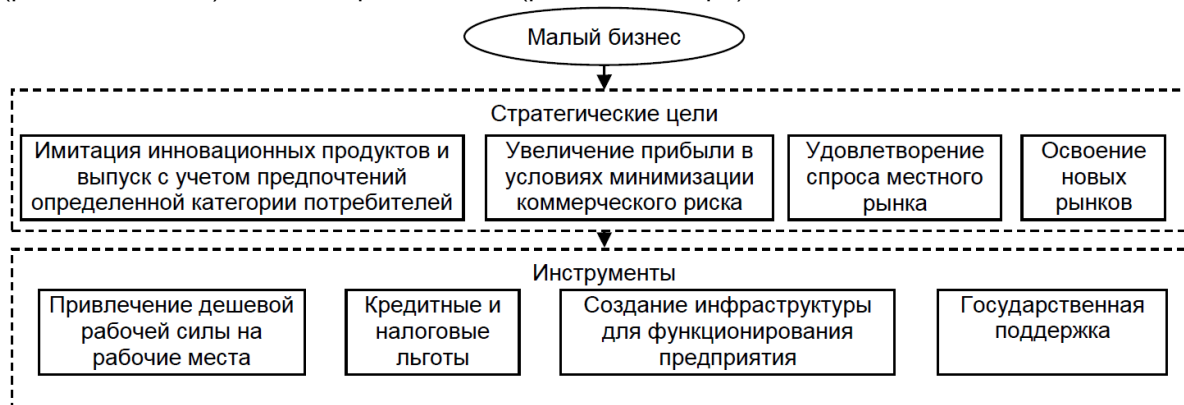 Малый бизнес
Стратегические цели
Имитация инновационных продуктов и
выпуск с учетом предпочтений
определенной категории потребителей
Увеличение прибыли в
условиях минимизации
коммерческого риска
Удовлетворение
спроса местного
рынка
Освоение
новых
рынков
Инструменты
Привлечение дешевой
рабочей силы на
рабочие места
Кредитные и
налоговые
льготы
Создание инфраструктуры
для функционирования
предприятия
Государственная
поддержка